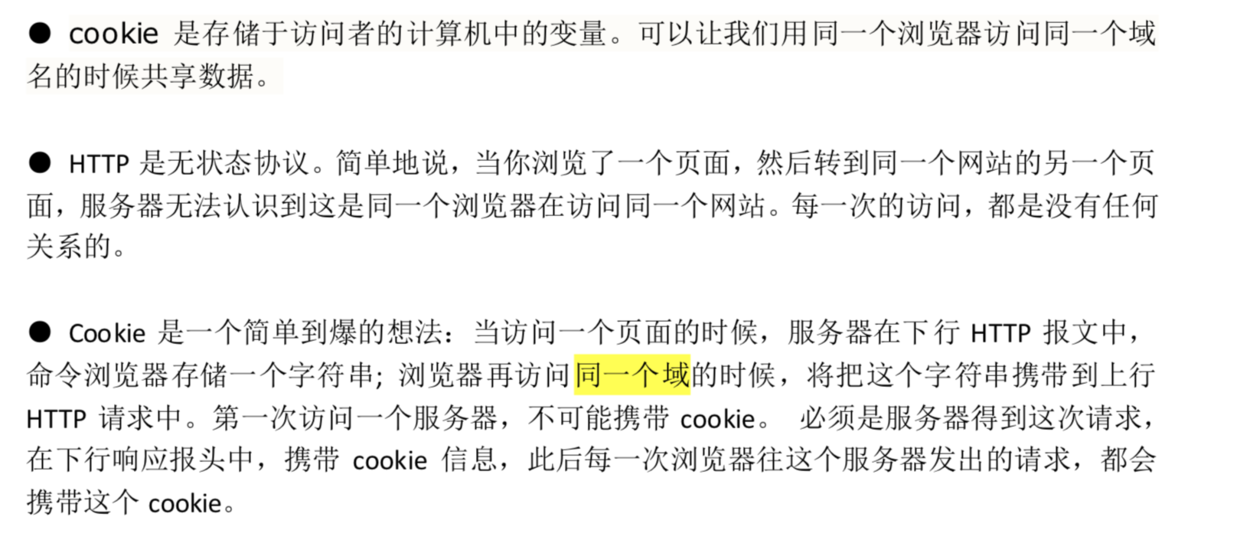 ● cookie 是存储于访问者的计算机中的变量。可以让我们用同一个浏览器访问同一个域
名的时候共享数据。
● HTTP 是无状态协议。简单地说，当你浏览了一个页面，然后转到同一个网站的另一个页
面，服务器无法认识到这是同一个浏览器在访问同一个网站。每一次的访问，都是没有任何
关系的。
● Cookie 是一个简单到爆的想法：当访问一个页面的时候，服务器在下行 HTTP 报文中，
命令浏览器存储一个字符串; 浏览器再访问同一个域的时候，将把这个字符串携带到上行
HTTP 请求中。第一次访问一个服务器，不可能携带 cookie。 必须是服务器得到这次请求，
在下行响应报头中，携带 cookie 信息，此后每一次浏览器往这个服务器发出的请求，都会
携带这个 cookie。